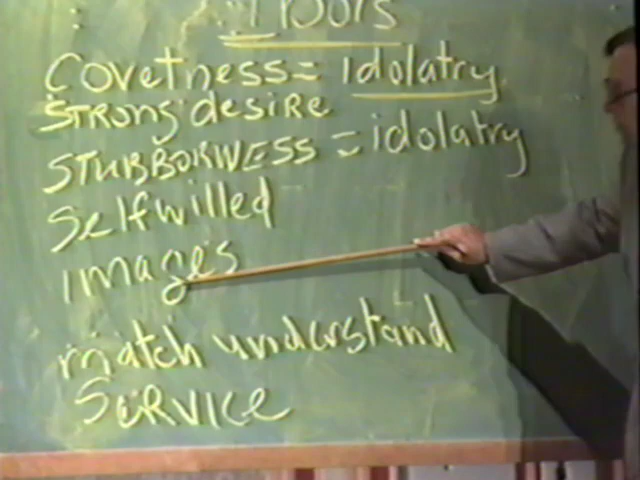 Covetness = idolatry
STRONG desire
STUBBORNESS = idolatry
Selfwilled
images
match understand
SERVICE